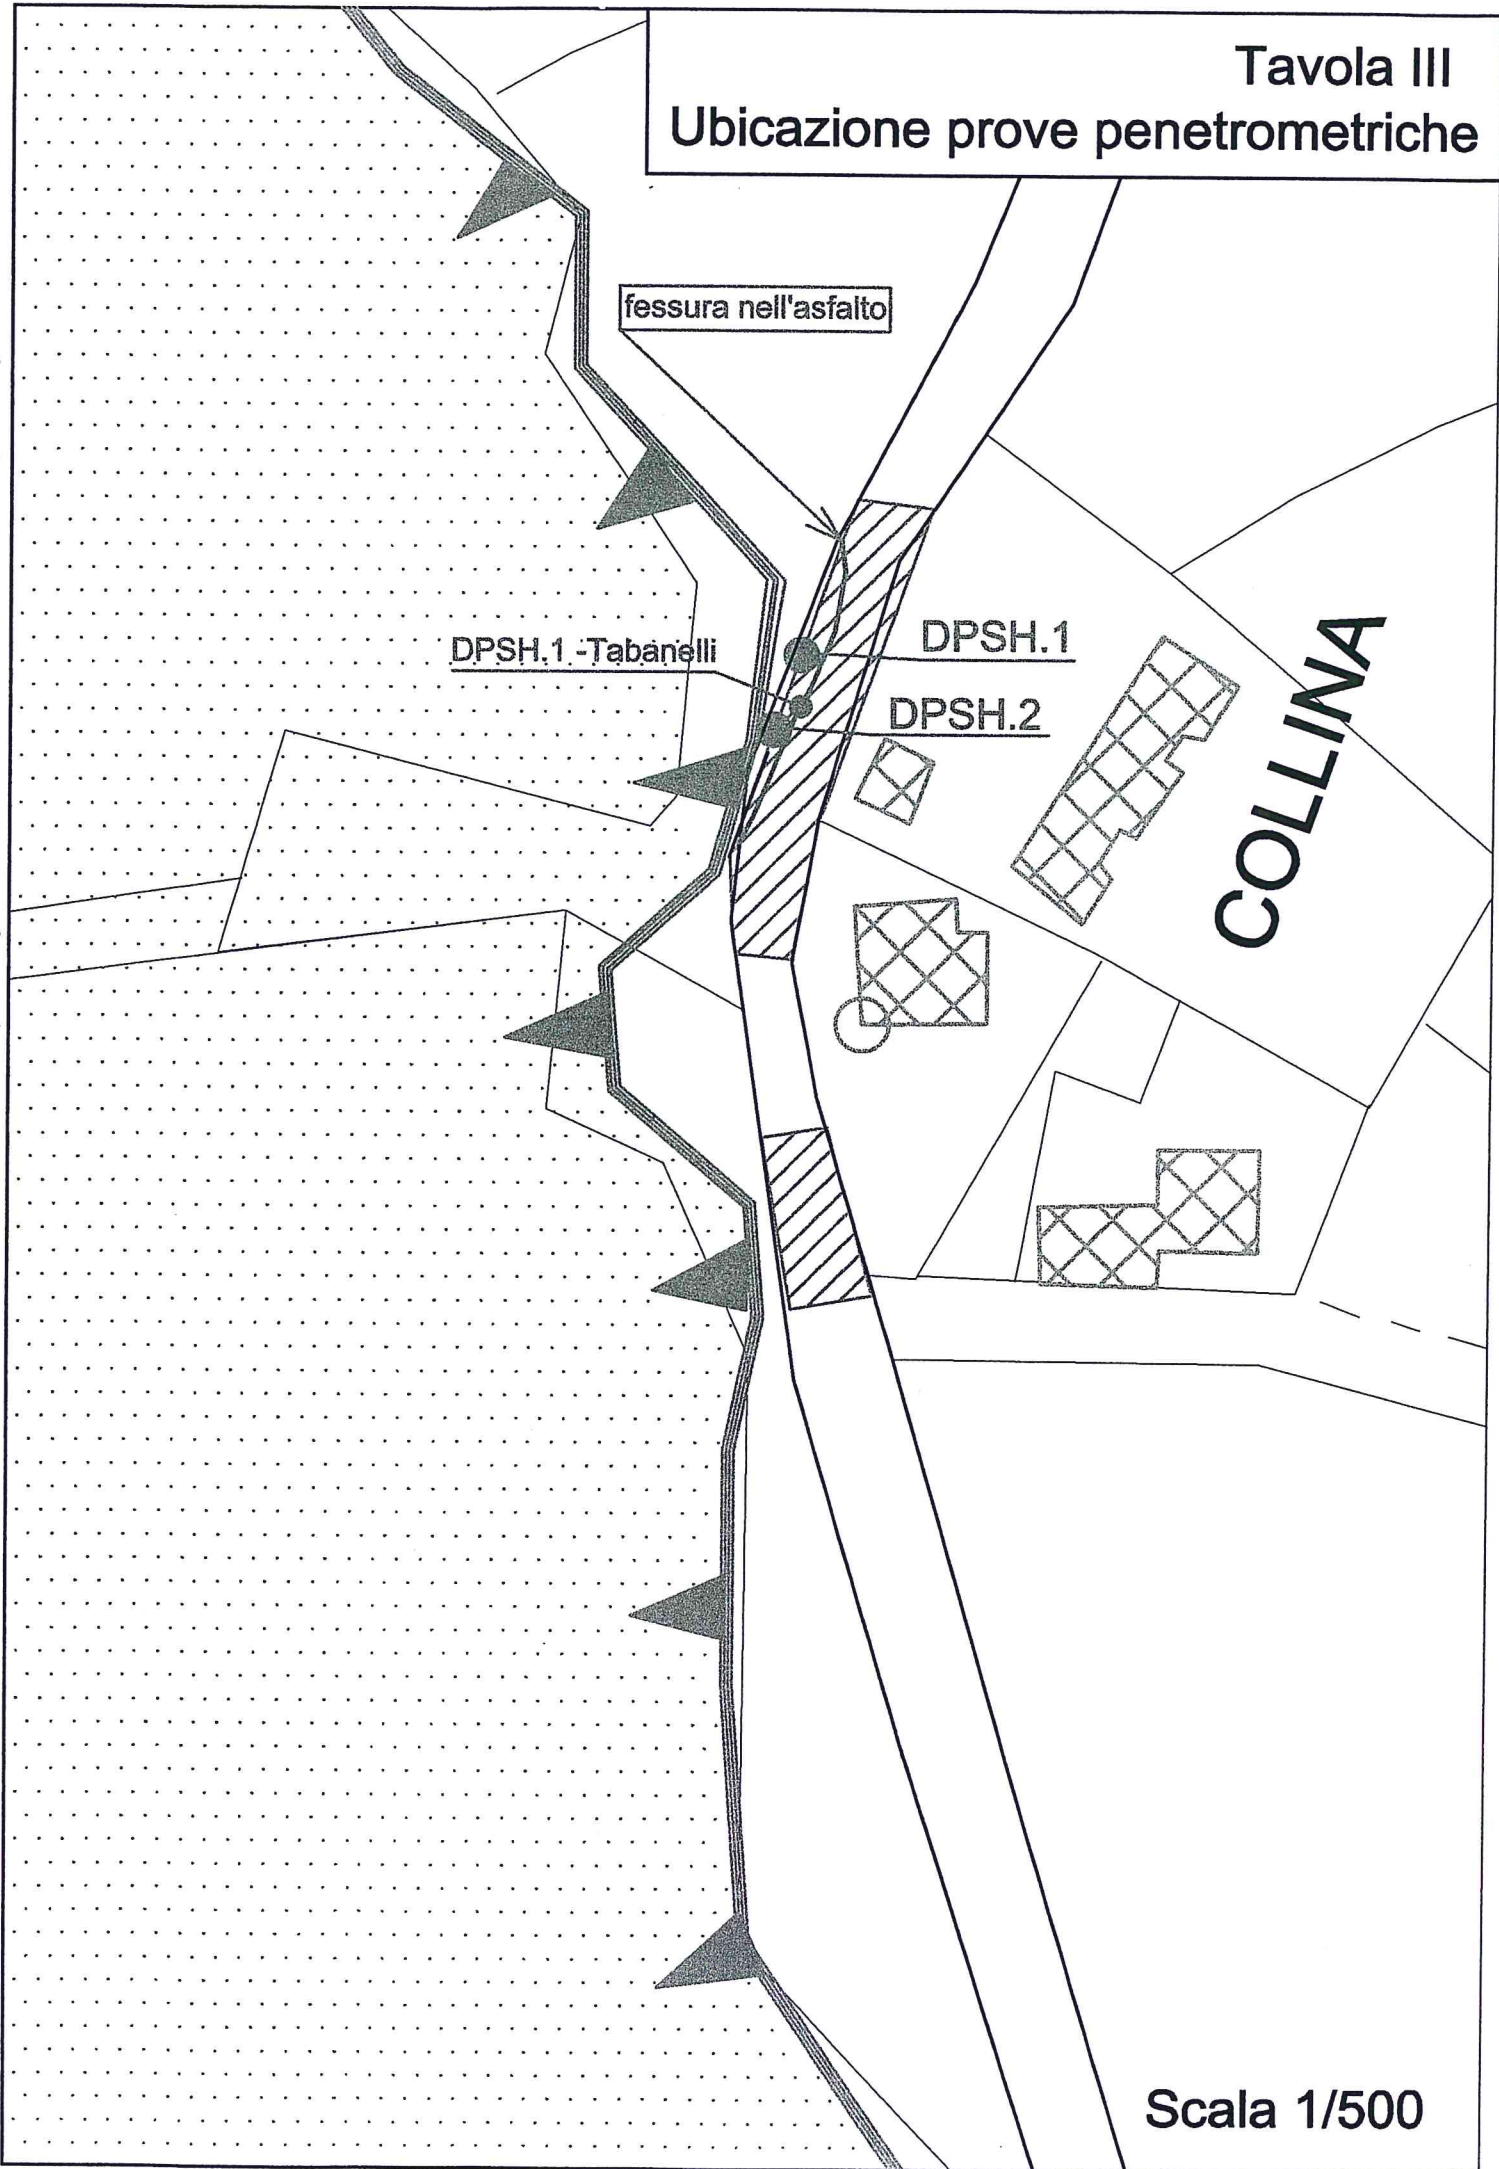 Tavola III
Ubicazione prove penetrometriche
fessura nell'asfalto
DPSH.1 -Tabanelli
DPSH.1
DPSH.2
COLLINA
Scala 1/500